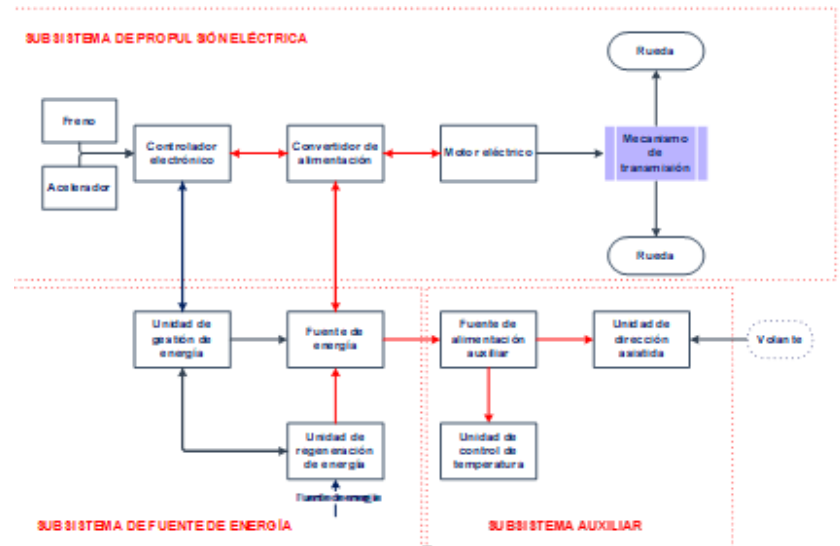 SUBSISTEMA DE PROPULSIÓN ELÉCTRICA
Rueda
Freno
Acelerador
Controlador
electrónico
Convertidor de
alimentación
Motor eléctrico
Mecanismo
de
transmisión
Rueda
Unidad de
gestión de
energía
Fuente de
energía
Fuente de
alimentación
auxiliar
Unidad de
dirección
asistida
Volante
Unidad de
regeneración
de energía
Unidad de
control de
temperatura
Fuente de energía
SUBSISTEMA DE FUENTE DE ENERGÍA
SUBSISTEMA AUXILIAR